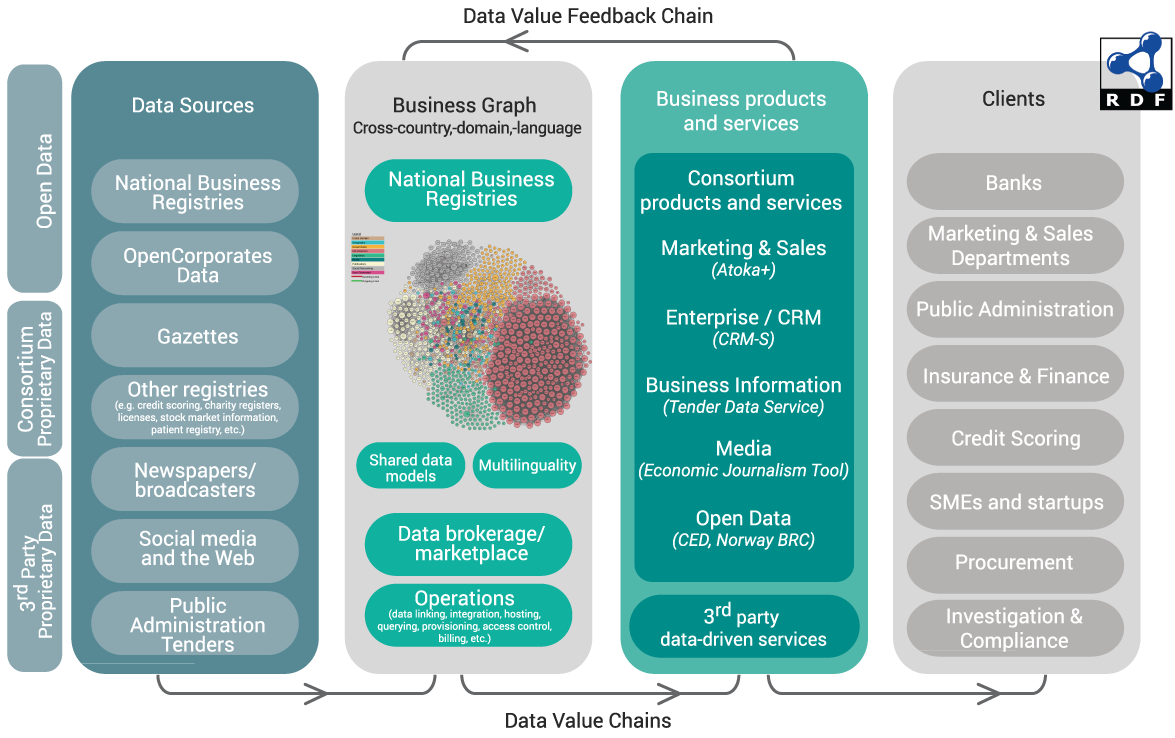 Data Value Feedback Chain
RDF
Open Data
Consortium
Proprietary Data
3rd Party
Proprietary Data
Data Sources
National Business
Registries
OpenCorporates
Data
Gazettes
Other registries
(e.g. credit scoring, charity registers,
licenses, stock market information,
patient registry, etc.)
Newspapers/
broadcasters
Social media
and the Web
Public
Administration
Tenders
Business Graph
Cross-country,-domain,-language
National Business
Registries
Shared data
models
Multilinguality
Data brokerage/
marketplace
Operations
(data linking, integration, hosting,
querying, provisioning, access control,
billing, etc.)
Business products
and services
Consortium
products and services
Marketing & Sales
(Atoka+)
Enterprise / CRM
(CRM-S)
Business Information
(Tender Data Service)
Media
(Economic Journalism Tool)
Open Data
(CED, Norway BRC)
3rd party
data-driven services
Clients
Banks
Marketing & Sales
Departments
Public Administration
Insurance & Finance
Credit Scoring
SMEs and startups
Procurement
Investigation &
Compliance
Data Value Chains